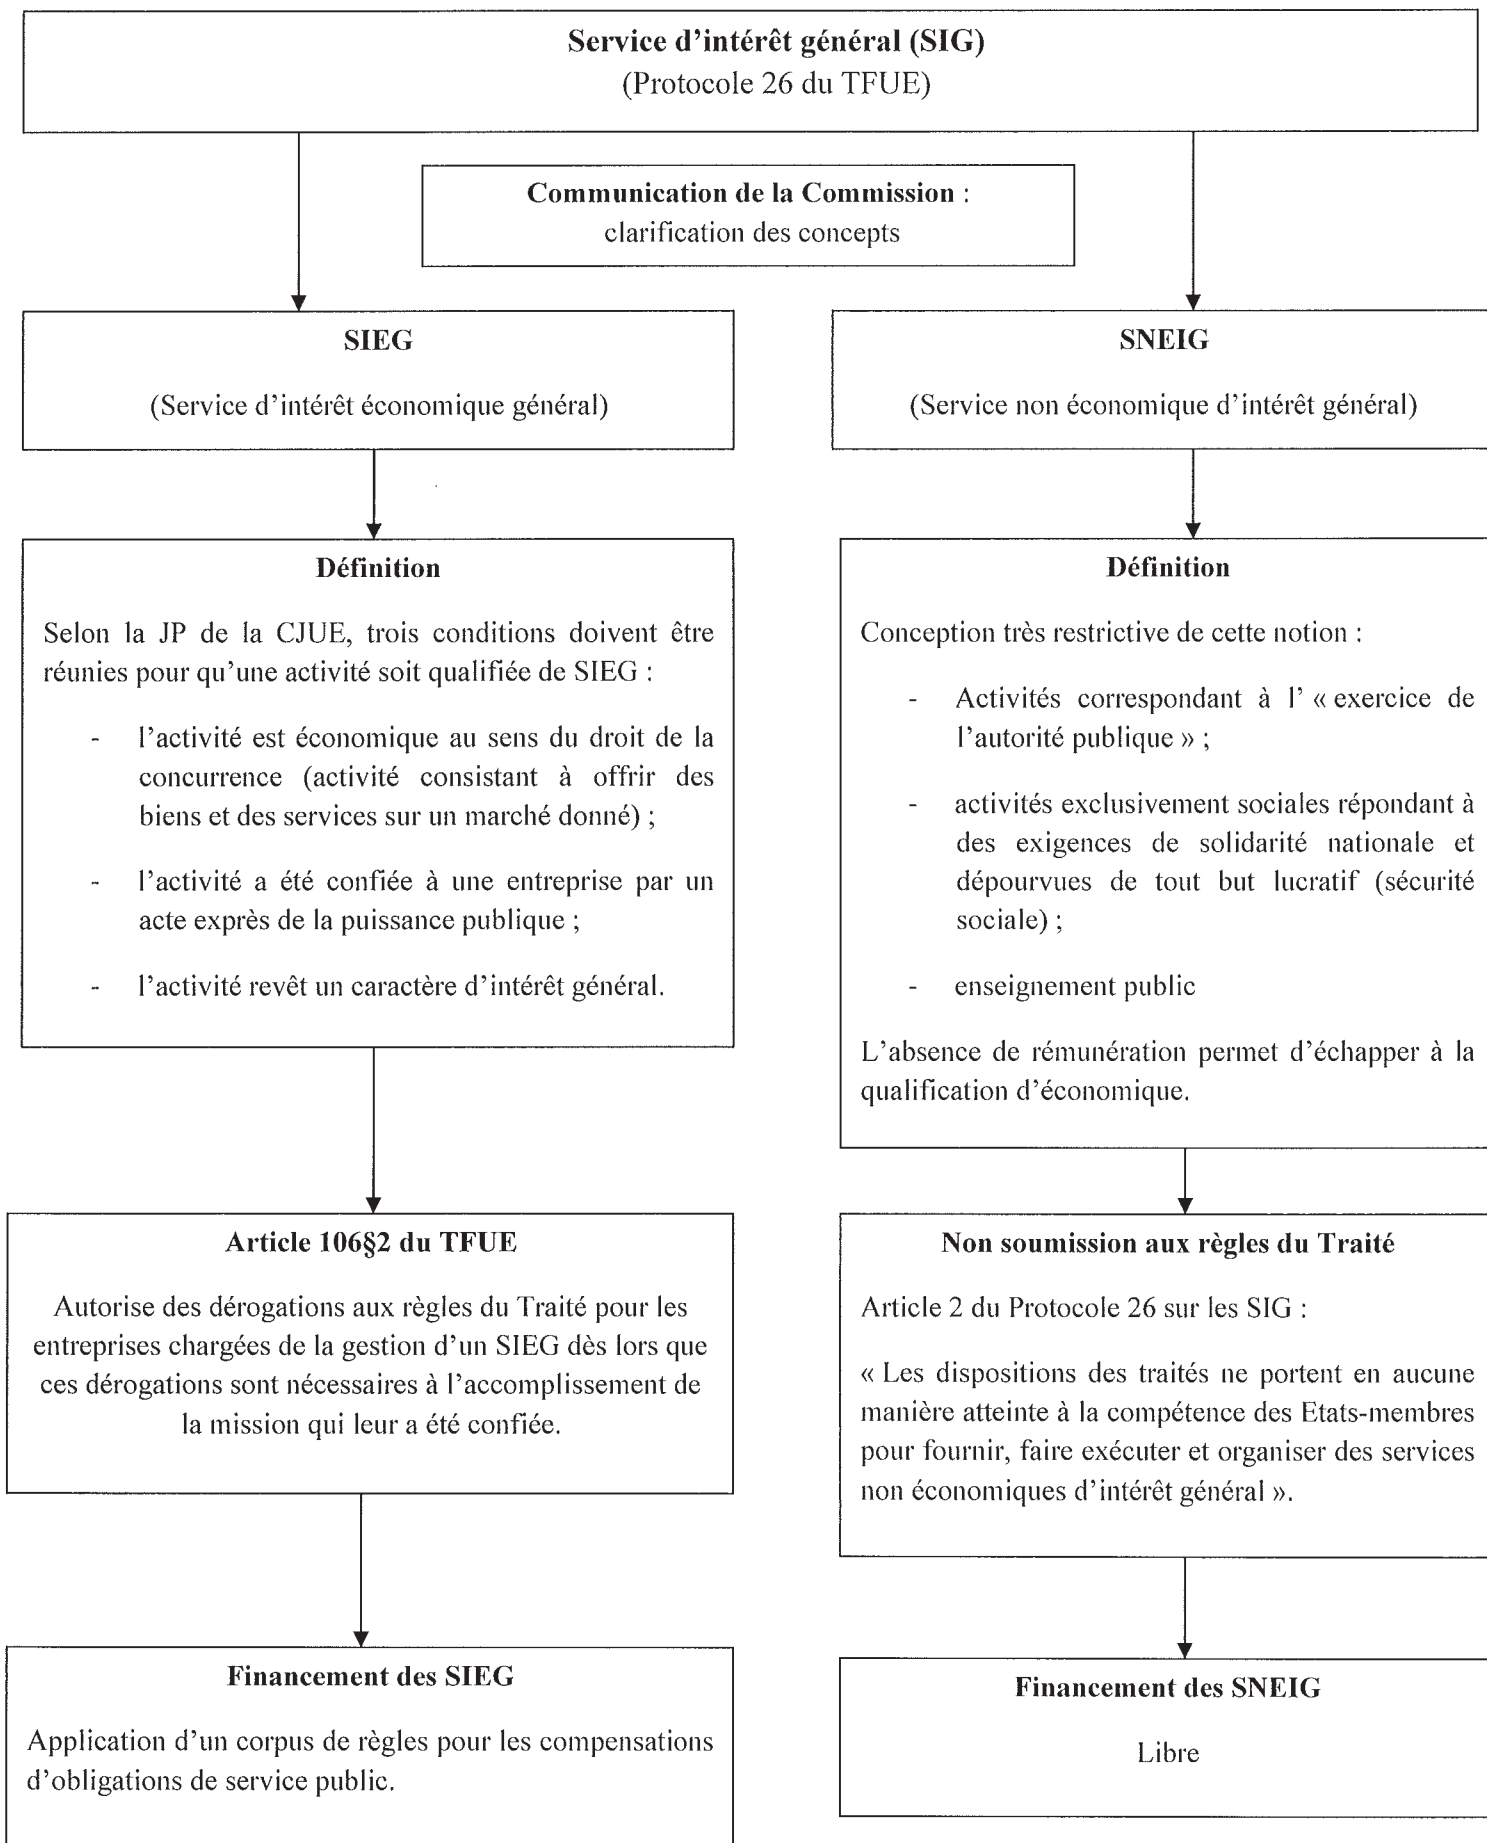 Service d’intérêt général (SIG)
(Protocole 26 du TFUE)
Communication de la Commission :
clarification des concepts
SIEG
(Service d’intérêt économique général)
SNEIG
(Service non économique d’intérêt général)
Définition
Selon la JP de la CJUE, trois conditions doivent être
réunies pour qu’une activité soit qualifiée de SIEG :
- l’activité est économique au sens du droit de la
concurrence (activité consistant à offrir des
biens et des services sur un marché donné) ;
- l’activité a été confiée à une entreprise par un
acte exprès de la puissance publique ;
- l’activité revêt un caractère d’intérêt général.
Définition
Conception très restrictive de cette notion :
- Activités correspondant à l’ « exercice de
l’autorité publique » ;
- activités exclusivement sociales répondant à
des exigences de solidarité nationale et
dépourvues de tout but lucratif (sécurité
sociale) ;
- enseignement public
L’absence de rémunération permet d’échapper à la
qualification d’économique.
Article 106§2 du TFUE
Autorise des dérogations aux règles du Traité pour les
entreprises chargées de la gestion d’un SIEG dès lors que
ces dérogations sont nécessaires à l’accomplissement de
la mission qui leur a été confiée.
Non soumission aux règles du Traité
Article 2 du Protocole 26 sur les SIG :
« Les dispositions des traités ne portent en aucune
manière atteinte à la compétence des Etats-membres
pour fournir, faire exécuter et organiser des services
non économiques d’intérêt général ».
Financement des SIEG
Application d’un corpus de règles pour les compensations
d’obligations de service public.
Financement des SNEIG
Libre